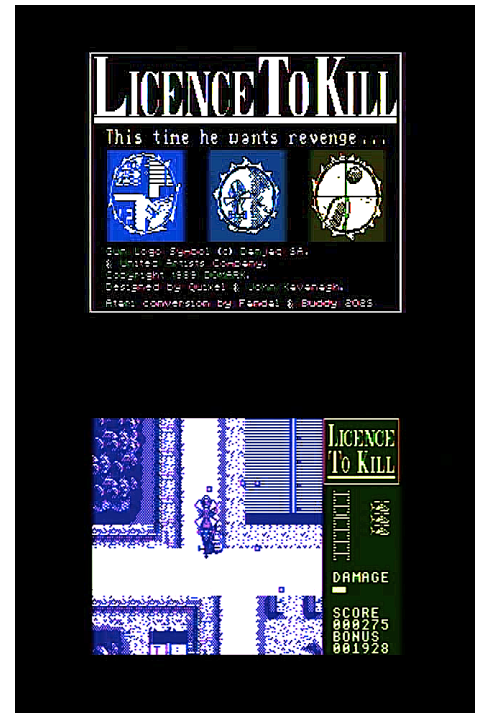 LICENCE TO KILL
This time he wants revenge...
Gun Logo Symbol (c) Danjaq SA.
& United Artists Company.
Copyright 1989 DOMARK.
Designed by Quixel & John Kavanagh.
Atari conversion by Fandal & Buddy 2023
LICENCE
TO KILL
DAMAGE
SCORE
000275
BONUS
001928